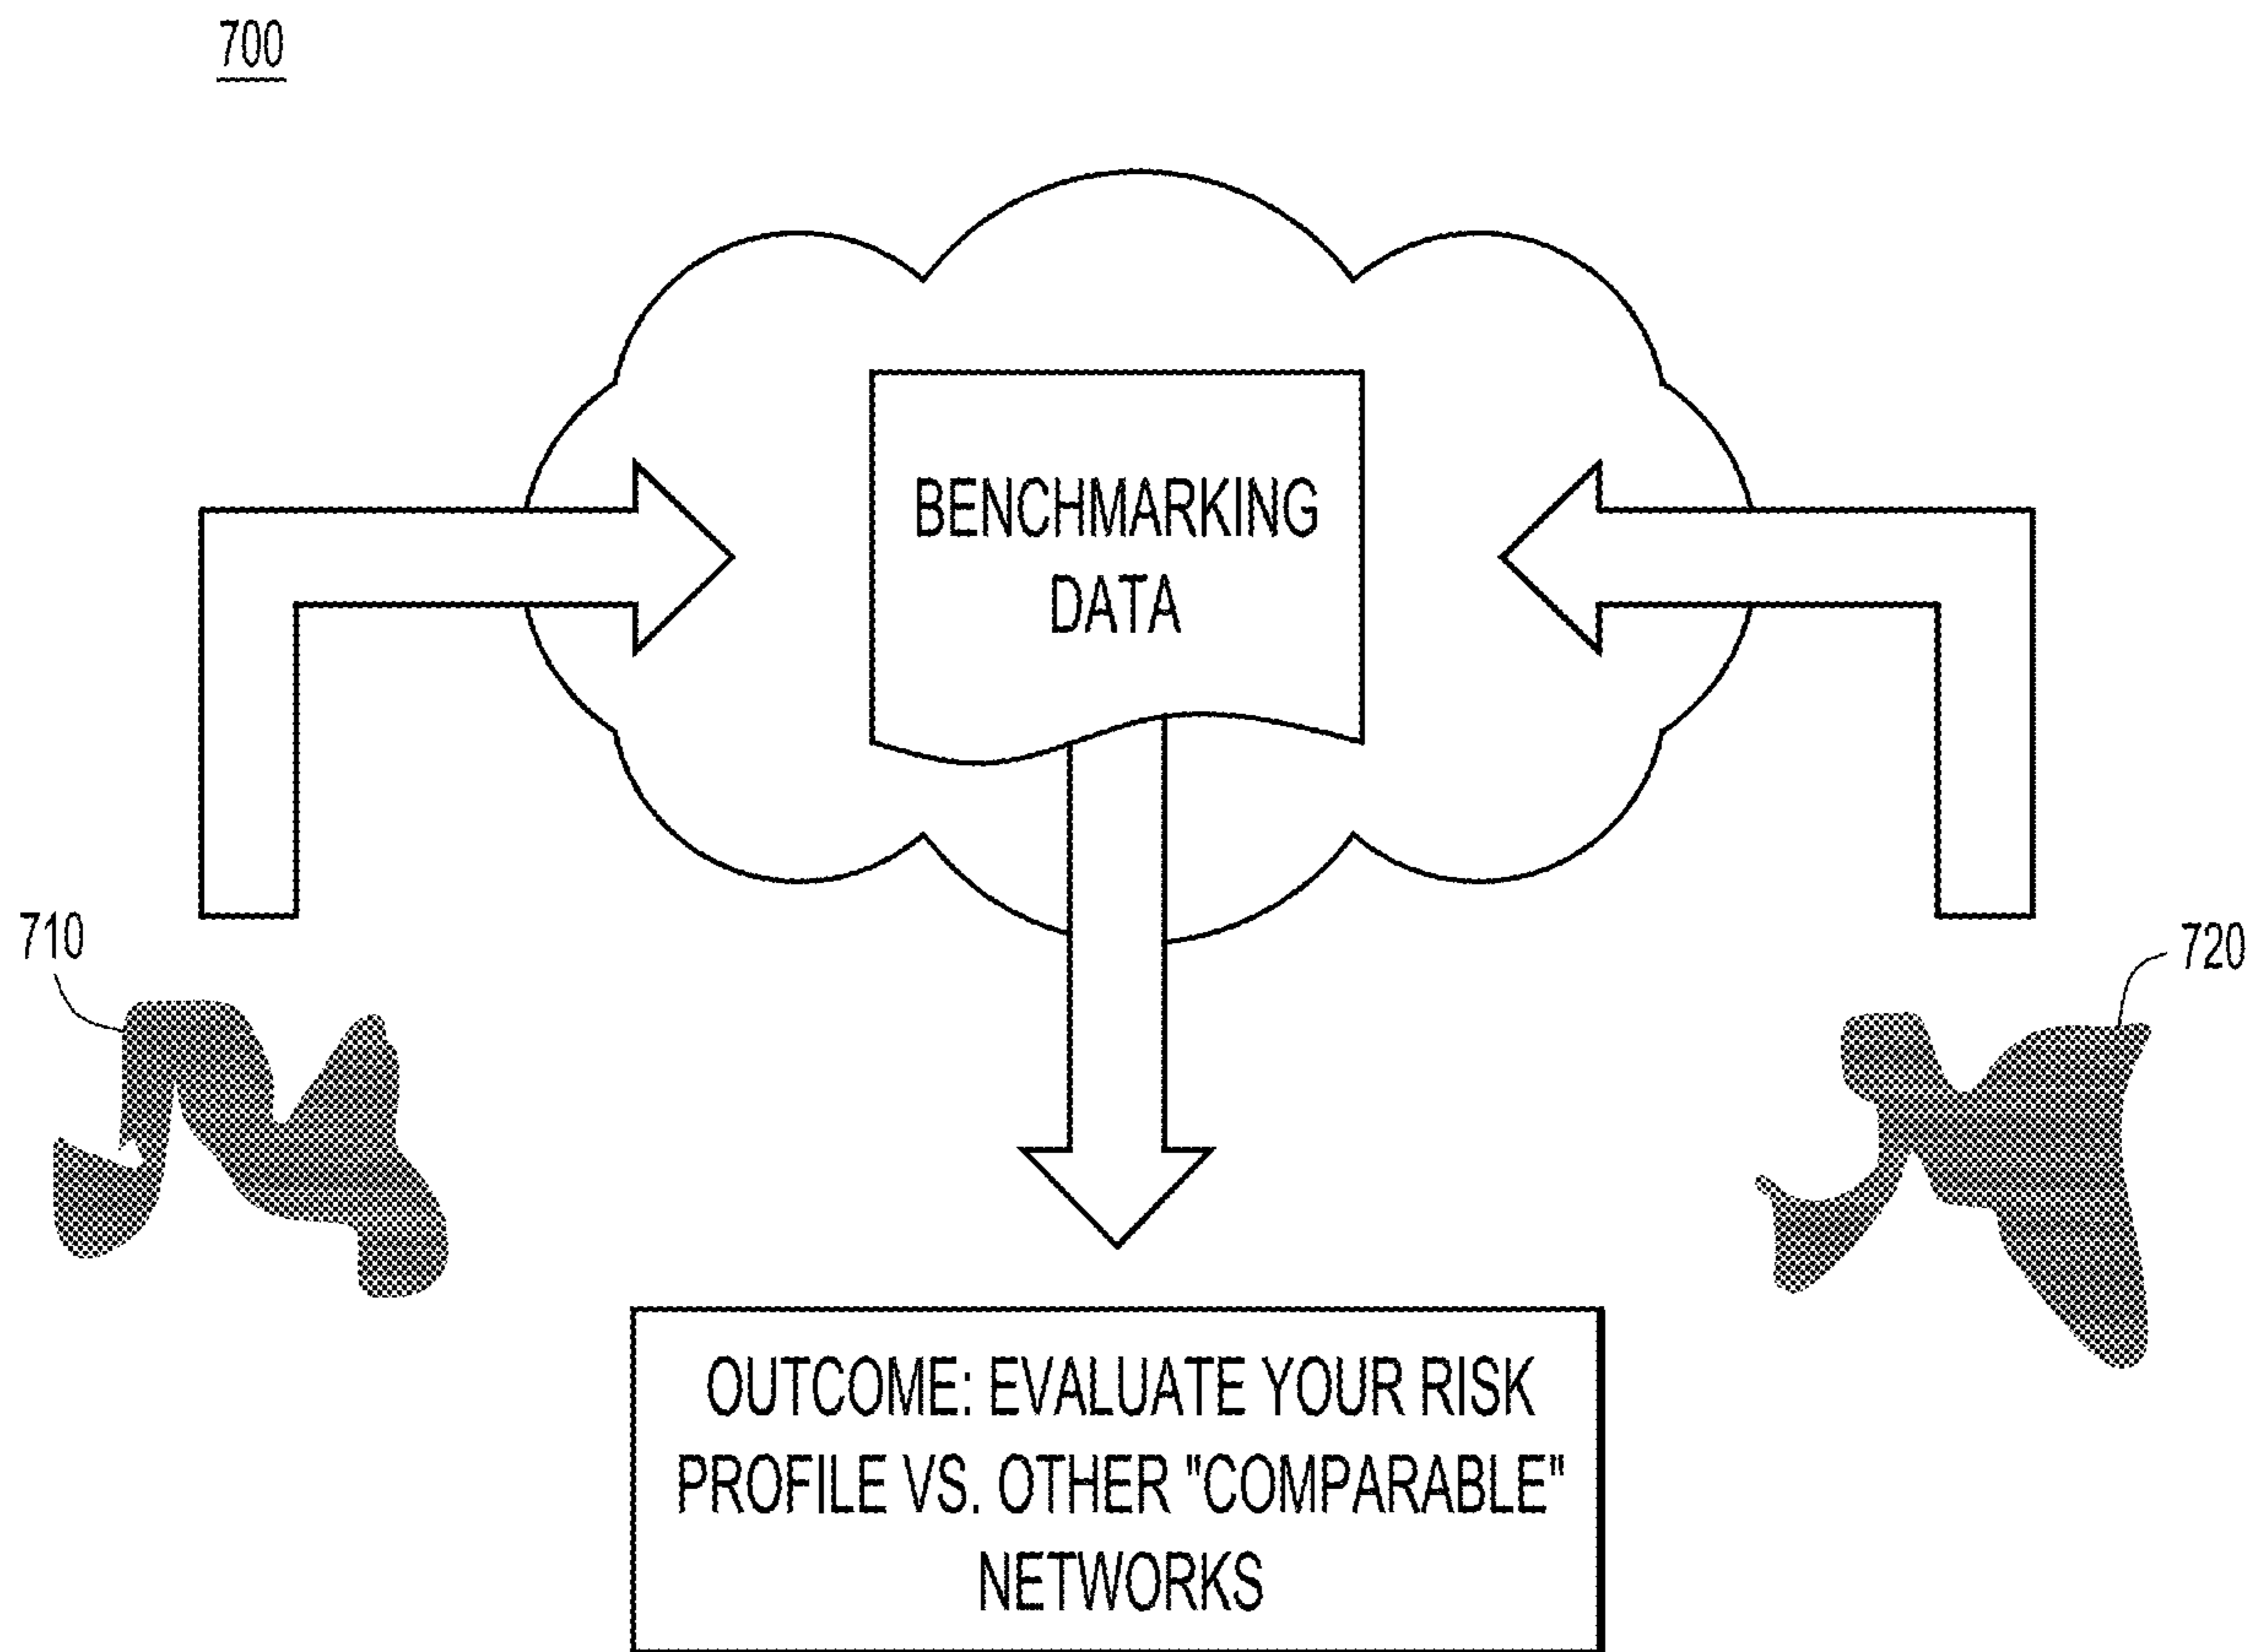 700
BENCHMARKING
DATA
710
720
OUTCOME: EVALUATE YOUR RISK
PROFILE VS. OTHER "COMPARABLE"
NETWORKS